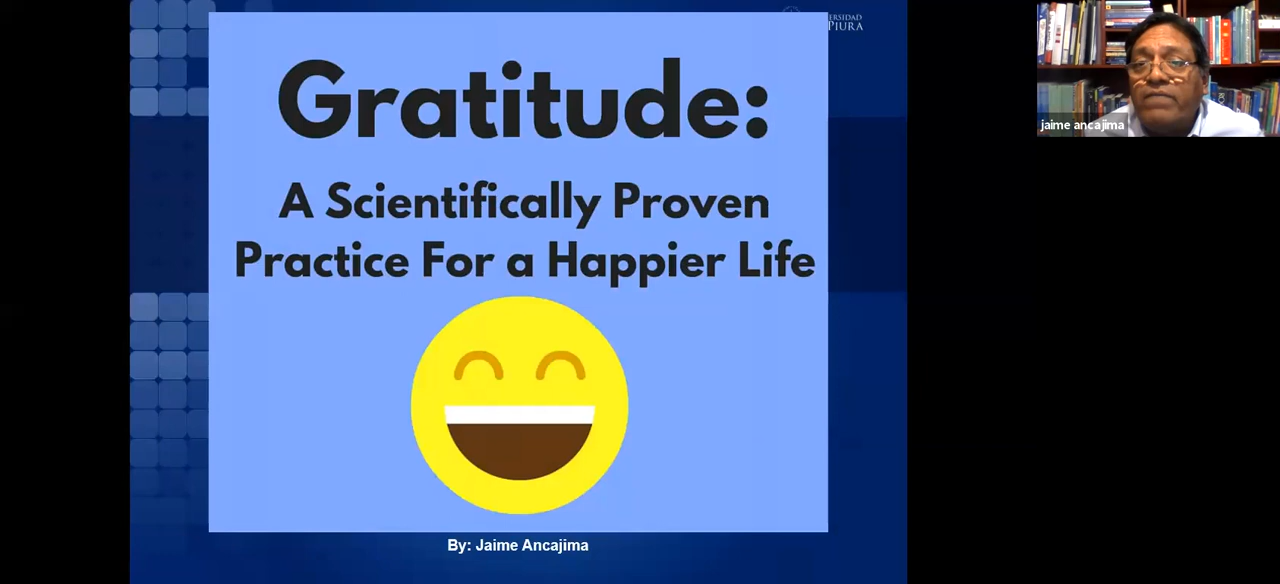 Gratitude:
A Scientifically Proven
Practice For a Happier Life
By: Jaime Ancajima
PIURA
jaime ancajima